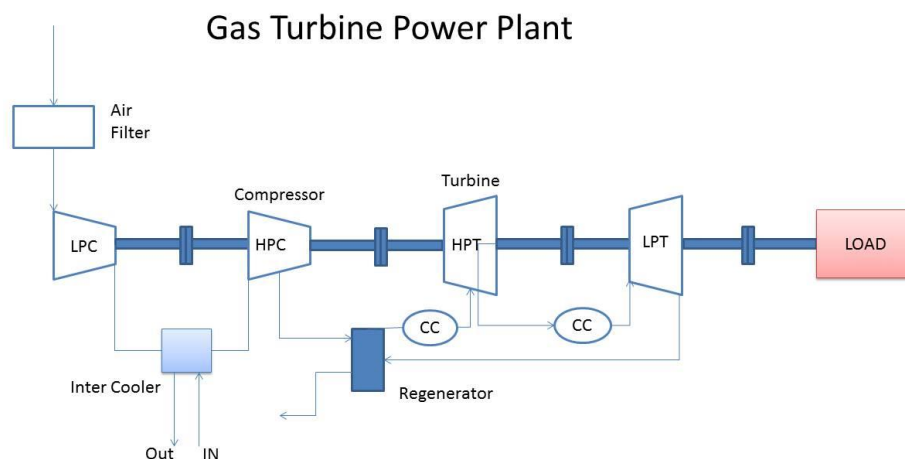 Gas Turbine Power Plant
Air
Filter
Compressor
Turbine
LPC
HPC
HPT
LPT
LOAD
CC
CC
Inter Cooler
Regenerator
Out
IN